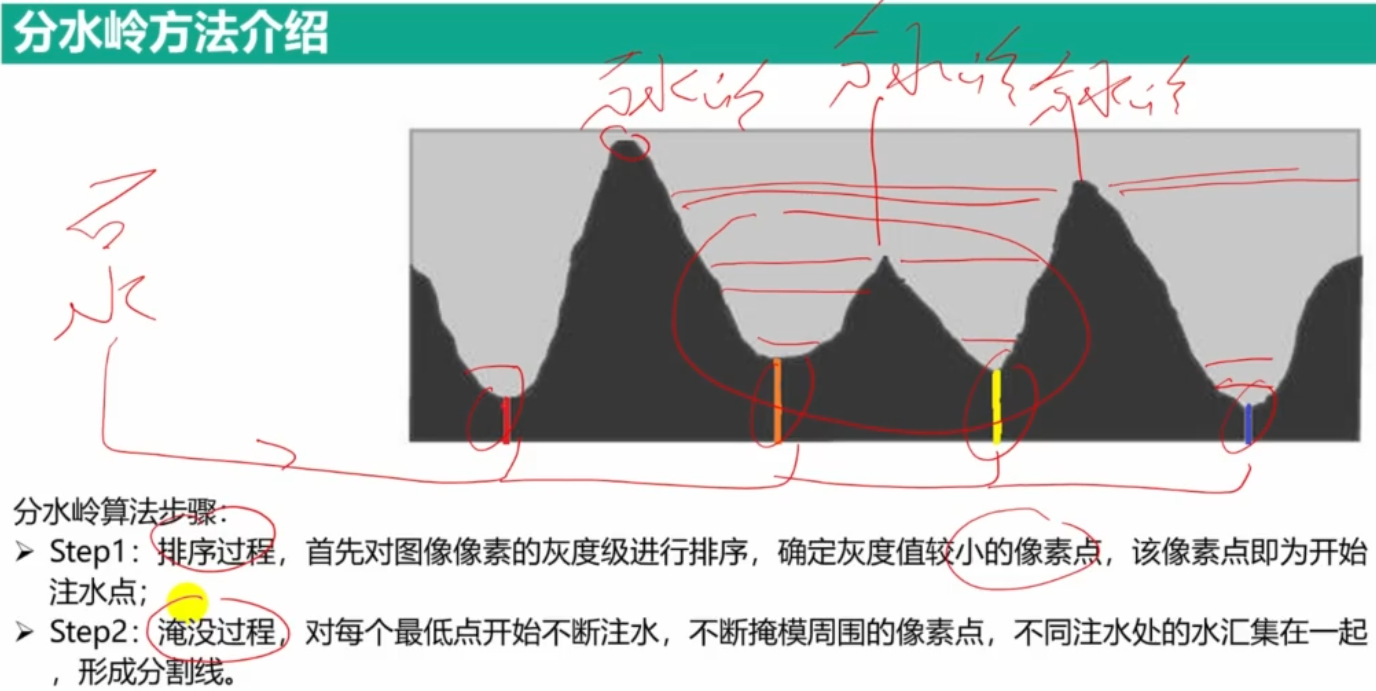 分水岭方法介绍
分水岭 分水岭 分水岭
水
分水岭算法步骤：
➢ Step1：排序过程，首先对图像像素的灰度级进行排序，确定灰度值较小的像素点，该像素点即为开始
注水点；
➢ Step2：淹没过程，对每个最低点开始不断注水，不断掩模周围的像素点，不同注水处的水汇集在一起
，形成分割线。